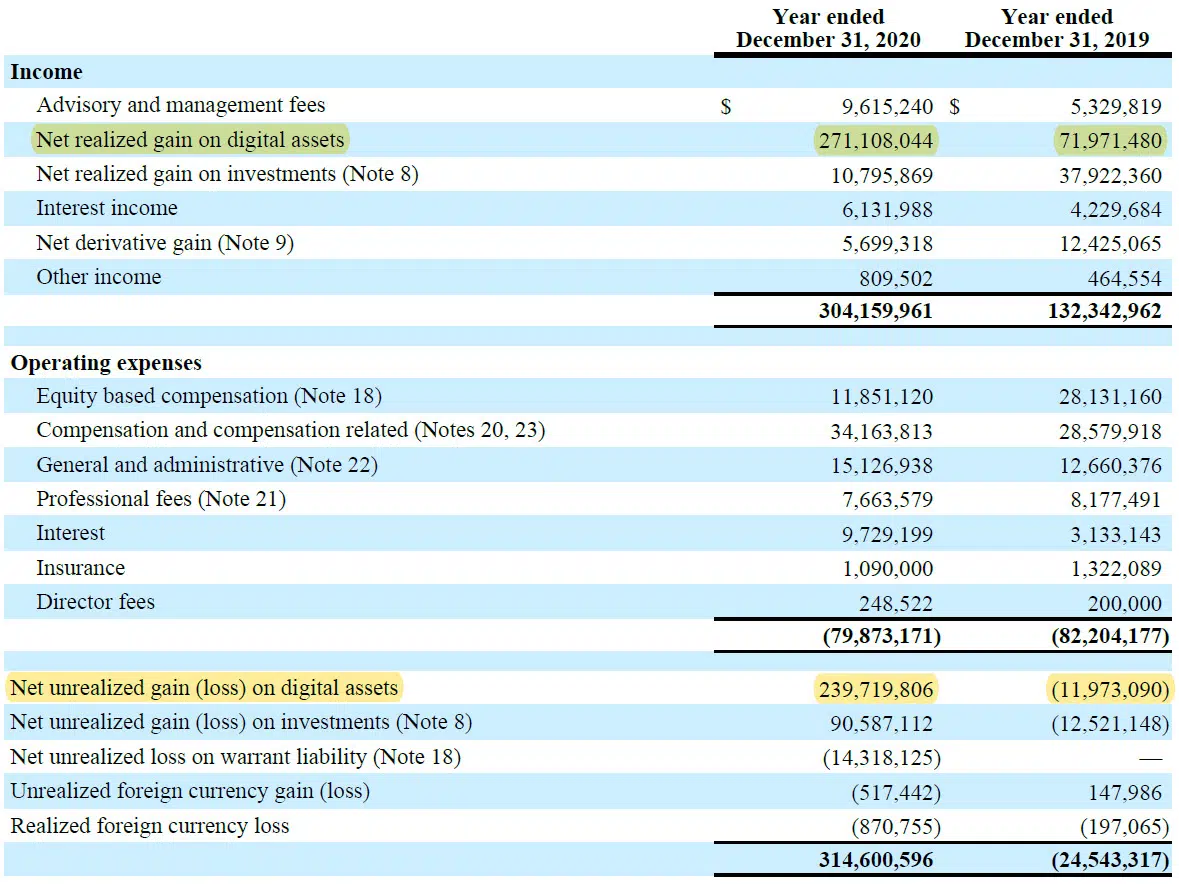 Year ended Year ended
December 31, 2020 December 31, 2019
Income
Advisory and management fees $ 9,615,240 $ 5,329,819
Net realized gain on digital assets 271,108,044 71,971,480
Net realized gain on investments (Note 8) 10,795,869 37,922,360
Interest income 6,131,988 4,229,684
Net derivative gain (Note 9) 5,699,318 12,425,065
Other income 809,502 464,554
304,159,961 132,342,962
Operating expenses
Equity based compensation (Note 18) 11,851,120 28,131,160
Compensation and compensation related (Notes 20, 23) 34,163,813 28,579,918
General and administrative (Note 22) 15,126,938 12,660,376
Professional fees (Note 21) 7,663,579 8,177,491
Interest 9,729,199 3,133,143
Insurance 1,090,000 1,322,089
Director fees 248,522 200,000
(79,873,171) (82,204,177)
Net unrealized gain (loss) on digital assets 239,719,806 (11,973,090)
Net unrealized gain (loss) on investments (Note 8) 90,587,112 (12,521,148)
Net unrealized loss on warrant liability (Note 18) (14,318,125) —
Unrealized foreign currency gain (loss) (517,442) 147,986
Realized foreign currency loss (870,755) (197,065)
314,600,596 (24,543,317)